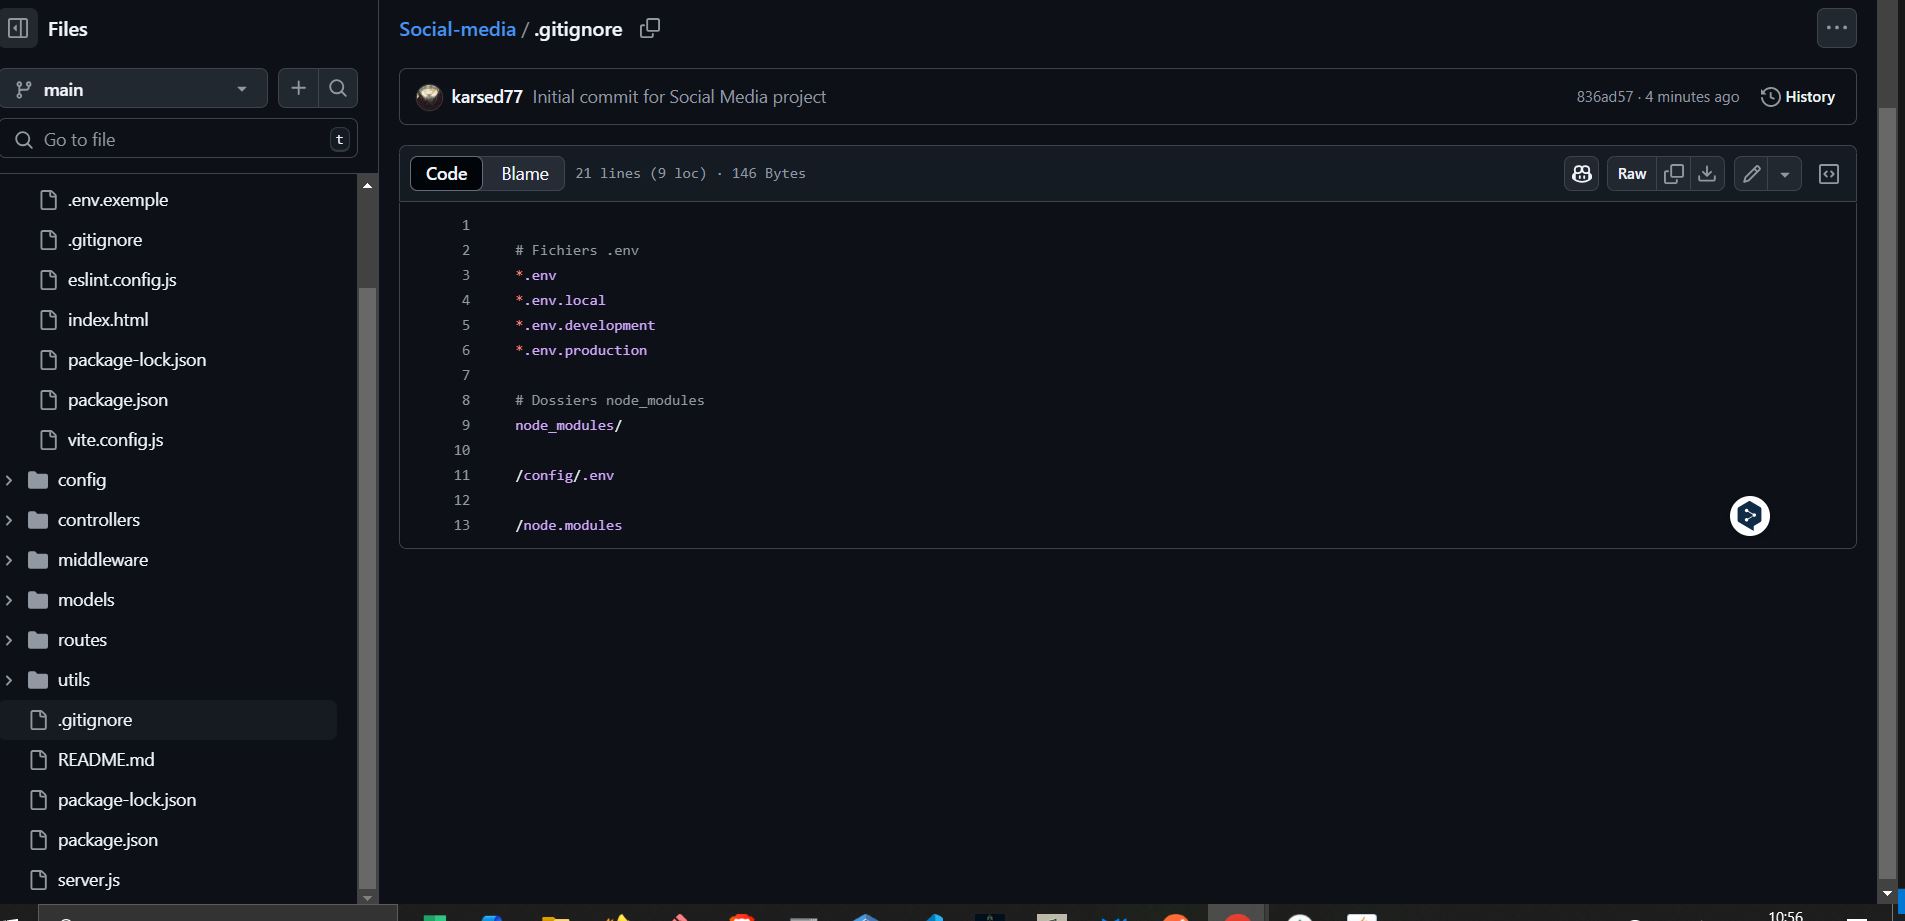 Files
main
Go to file
t
.env.exemple
.gitignore
eslint.config.js
index.html
package-lock.json
package.json
vite.config.js
config
controllers
middleware
models
routes
utils
.gitignore
README.md
package-lock.json
package.json
server.js
Social-media / .gitignore
karsed77 Initial commit for Social Media project
836ad57 · 4 minutes ago
History
Code Blame 21 lines (9 loc) · 146 Bytes
Raw
1
2 # Fichiers .env
3 *.env
4 *.env.local
5 *.env.development
6 *.env.production
7
8 # Dossiers node_modules
9 node_modules/
10
11 /config/.env
12
13 /node.modules
10:56